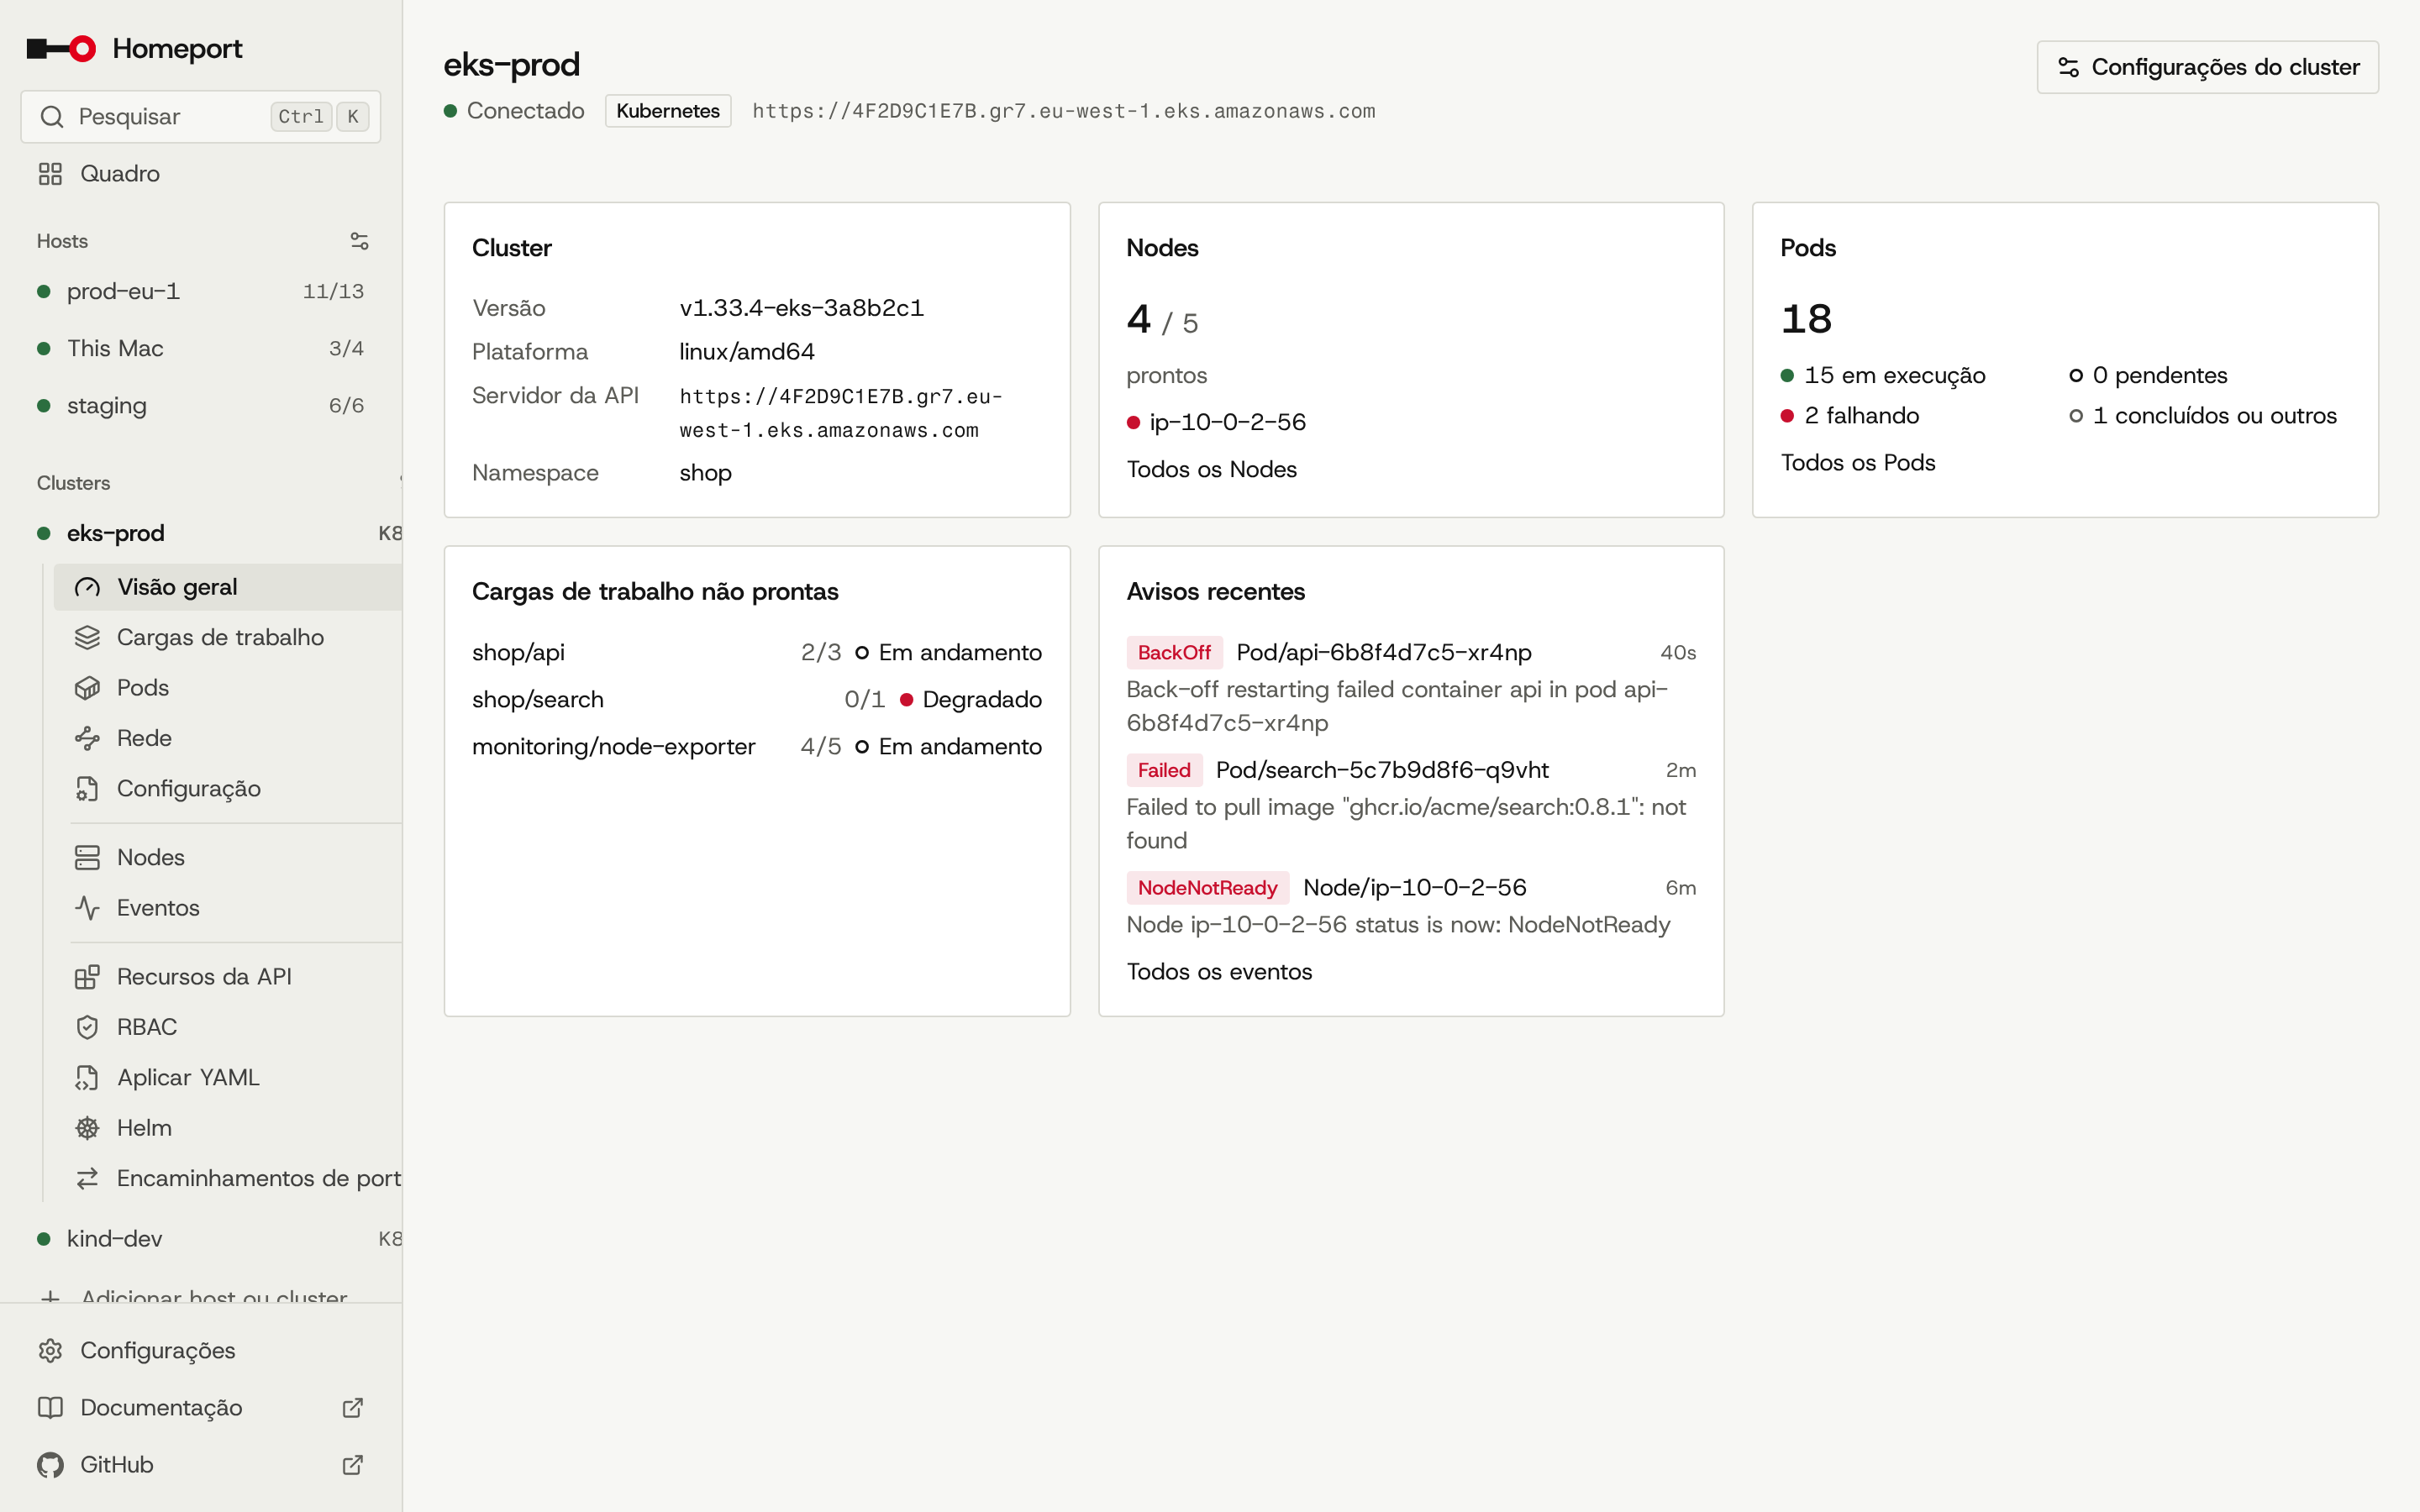 Homeport
Pesquisar Ctrl K
Quadro
Hosts
prod-eu-1 11/13
This Mac 3/4
staging 6/6
Clusters
eks-prod K8
Visão geral
Cargas de trabalho
Pods
Rede
Configuração
Nodes
Eventos
Recursos da API
RBAC
Aplicar YAML
Helm
Encaminhamentos de port
kind-dev K8
Adicionar host ou cluster
Configurações
Documentação
GitHub
eks-prod
Conectado Kubernetes https://4F2D9C1E7B.gr7.eu-west-1.eks.amazonaws.com
Configurações do cluster
Cluster
Versão v1.33.4-eks-3a8b2c1
Plataforma linux/amd64
Servidor da API https://4F2D9C1E7B.gr7.eu-
west-1.eks.amazonaws.com
Namespace shop
Nodes
4 / 5
prontos
ip-10-0-2-56
Todos os Nodes
Pods
18
15 em execução 0 pendentes
2 falhando 1 concluídos ou outros
Todos os Pods
Cargas de trabalho não prontas
shop/api 2/3 Em andamento
shop/search 0/1 Degradado
monitoring/node-exporter 4/5 Em andamento
Avisos recentes
BackOff Pod/api-6b8f4d7c5-xr4np 40s
Back-off restarting failed container api in pod api-
6b8f4d7c5-xr4np
Failed Pod/search-5c7b9d8f6-q9vht 2m
Failed to pull image "ghcr.io/acme/search:0.8.1": not
found
NodeNotReady Node/ip-10-0-2-56 6m
Node ip-10-0-2-56 status is now: NodeNotReady
Todos os eventos